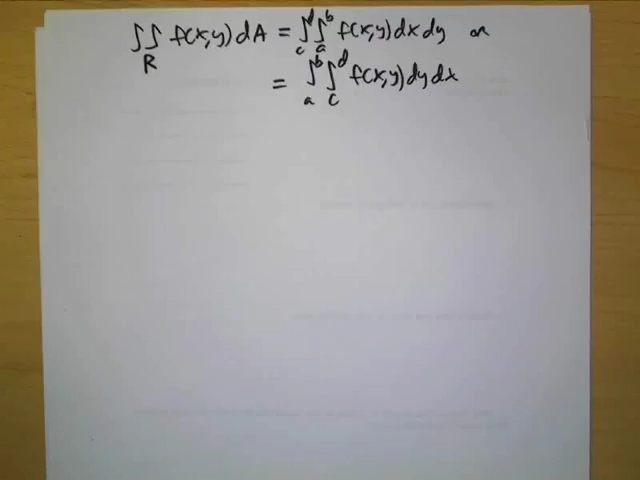 ∬_R f(x,y) dA = ∫_c^d ∫_a^b f(x,y) dx dy or
= ∫_a^b ∫_c^d f(x,y) dy dx